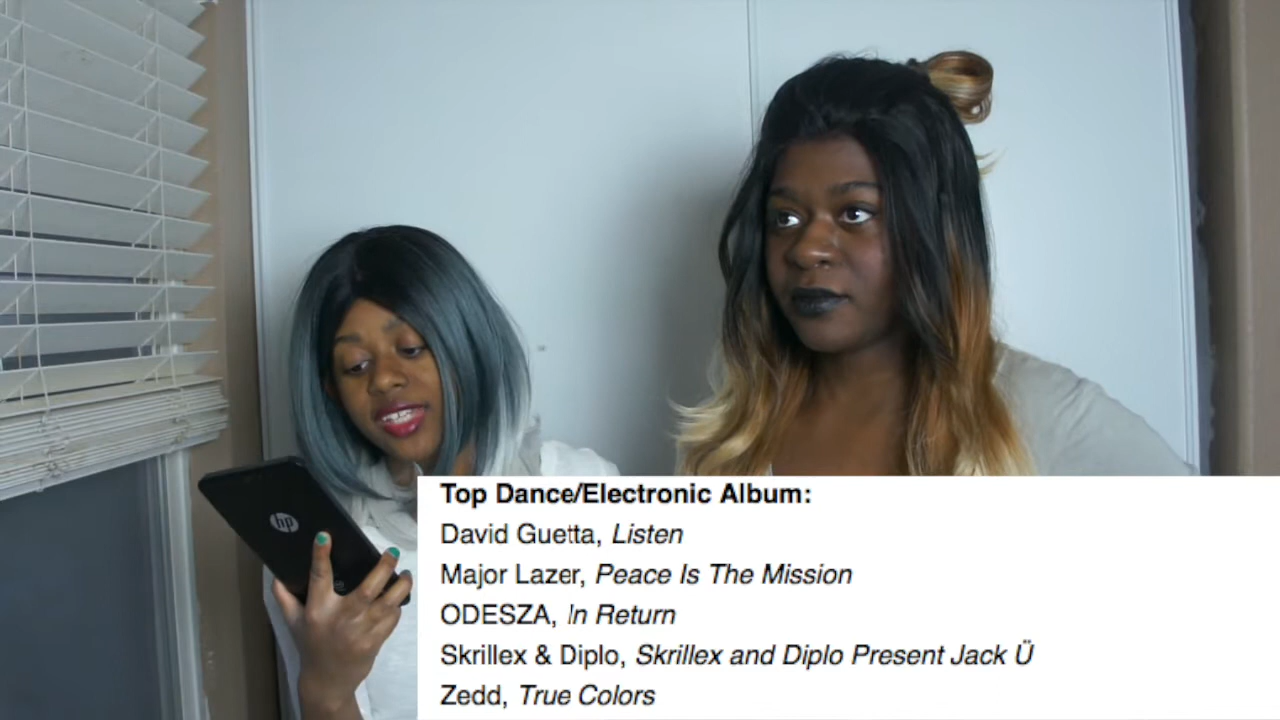 hp
Top Dance/Electronic Album:
David Guetta, Listen
Major Lazer, Peace Is The Mission
ODESZA, In Return
Skrillex & Diplo, Skrillex and Diplo Present Jack Ü
Zedd, True Colors